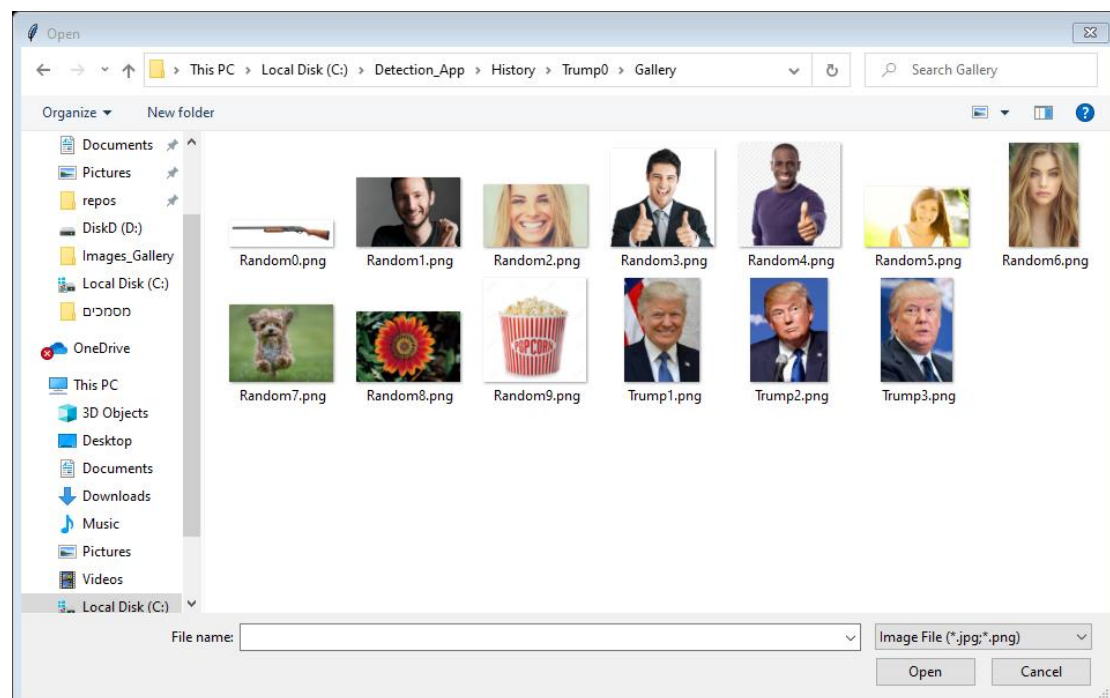 Open
This PC > Local Disk (C:) > Detection_App > History > Trump0 > Gallery
Search Gallery
Organize
New folder
Documents
Pictures
repos
DiskD (D:)
Images_Gallery
Local Disk (C:)
מסמכים
OneDrive
This PC
3D Objects
Desktop
Documents
Downloads
Music
Pictures
Videos
Local Disk (C:)
Random0.png Random1.png Random2.png Random3.png Random4.png Random5.png Random6.png
POPCORN
Random7.png Random8.png Random9.png Trump1.png Trump2.png Trump3.png
File name:
Image File (*.jpg;*.png)
Open Cancel